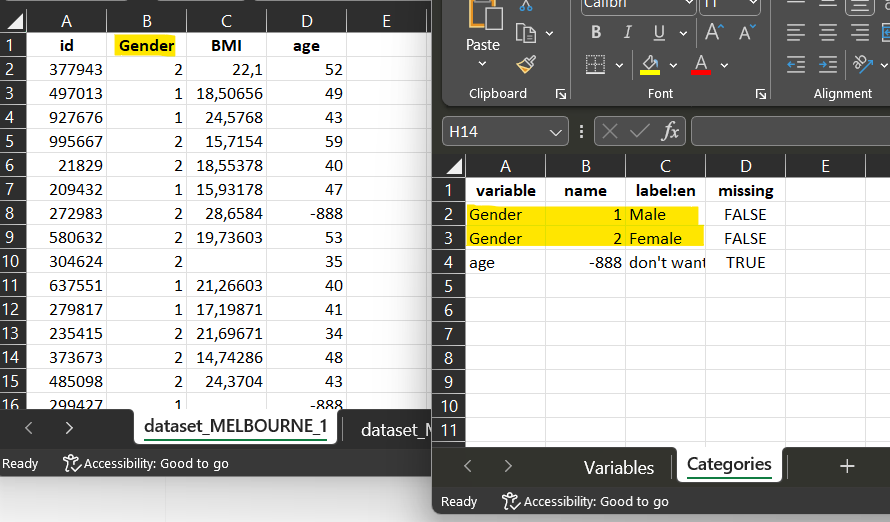 A B C D E
1 id Gender BMI age
2 377943 2 22,1 52
3 497013 1 18,50656 49
4 927676 1 24,5768 43
5 995667 2 15,7154 59
6 21829 2 18,55378 40
7 209432 1 15,93178 47
8 272983 2 28,6584 -888
9 580632 2 19,73603 53
10 304624 2 35
11 637551 1 21,26603 40
12 279817 1 17,19871 41
13 235415 2 21,69671 34
14 373673 2 14,74286 48
15 485098 2 24,3704 43
16 299427 1 -888
dataset_MELBOURNE_1 dataset_M
Ready Accessibility: Good to go
Calibri 11
Paste
B I U A A
A
Clipboard Font Alignment
H14 fx
A B C D E
1 variable name label:en missing
2 Gender 1 Male FALSE
3 Gender 2 Female FALSE
4 age -888 don't want TRUE
5
6
7
8
9
10
11
Variables Categories
Ready Accessibility: Good to go